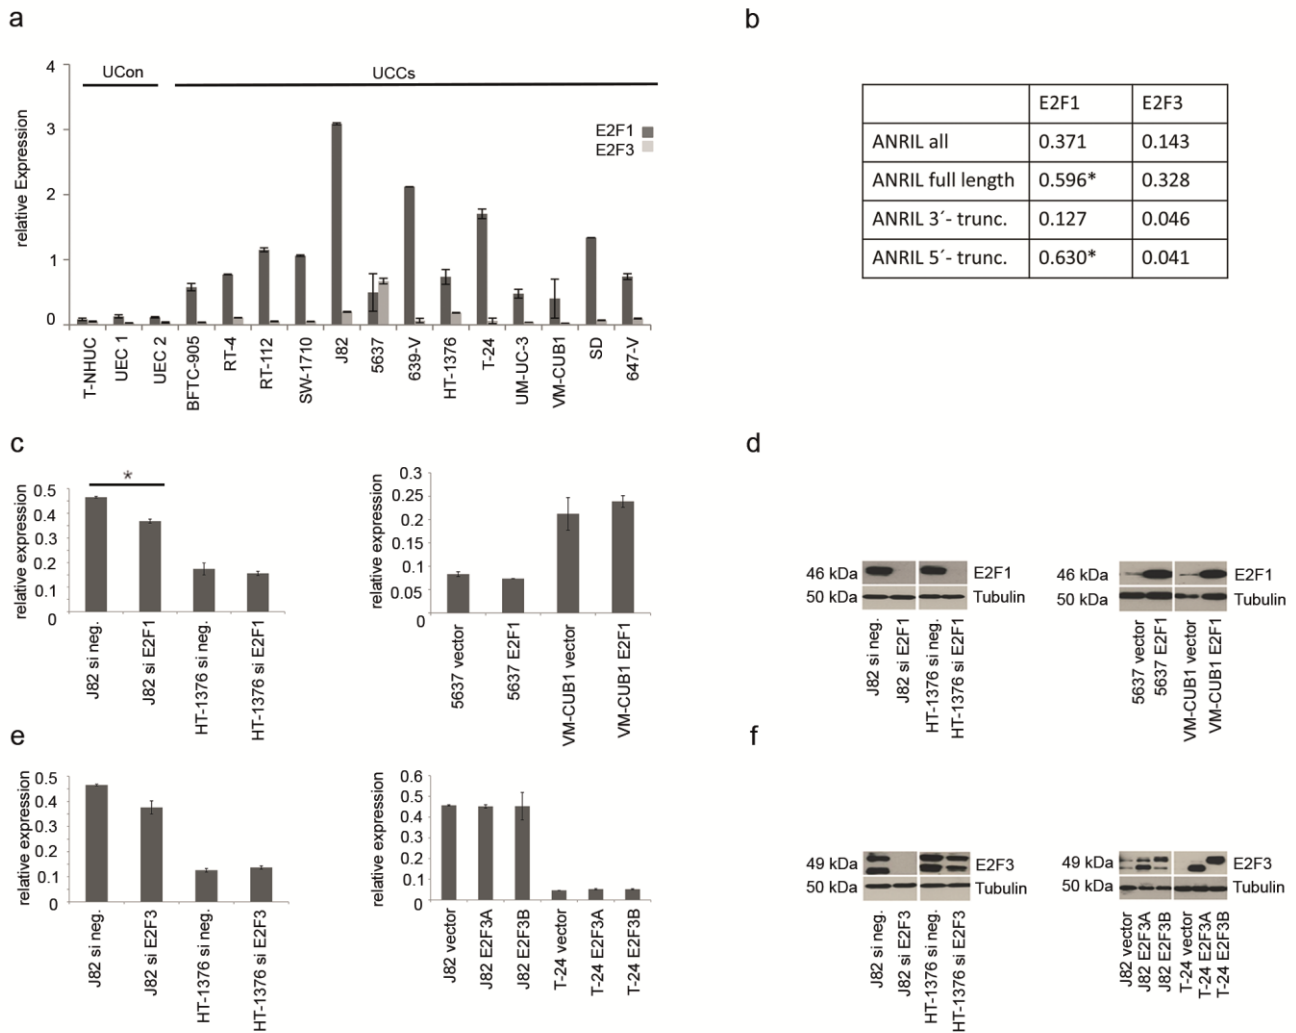 a
UCon
UCCs
relative Expression
4
3
2
1
0
E2F1
E2F3
T-NHUC
UEC 1
UEC 2
BFTC-905
RT-4
RT-112
SW-1710
J82
5637
639-V
HT-1376
T-24
UM-UC-3
VM-CUB1
SD
647-V
b
E2F1 E2F3
ANRIL all 0.371 0.143
ANRIL full length 0.596* 0.328
ANRIL 3´- trunc. 0.127 0.046
ANRIL 5´- trunc. 0.630* 0.041
c
*
relative expression
0.5
0.4
0.2
0.1
0
J82 si neg.
J82 si E2F1
HT-1376 si neg.
HT-1376 si E2F1
relative expression
0.3
0.25
0.2
0.15
0.1
0.05
0
5637 vector
5637 E2F1
VM-CUB1 vector
VM-CUB1 E2F1
d
46 kDa E2F1
50 kDa Tubulin
J82 si neg.
J82 si E2F1
HT-1376 si neg.
HT-1376 si E2F1
46 kDa E2F1
50 kDa Tubulin
5637 vector
5637 E2F1
VM-CUB1 vector
VM-CUB1 E2F1
e
relative expression
0.5
0.4
0.3
0.2
0.1
0
J82 si neg.
J82 si E2F3
HT-1376 si neg.
HT-1376 si E2F3
relative expression
0.6
0.5
0.4
0.3
0.2
0.1
0
J82 vector
J82 E2F3A
J82 E2F3B
T-24 vector
T-24 E2F3A
T-24 E2F3B
f
49 kDa E2F3
50 kDa Tubulin
J82 si neg.
J82 si E2F3
HT-1376 si neg.
HT-1376 si E2F3
49 kDa E2F3
50 kDa Tubulin
J82 vector
J82 E2F3A
J82 E2F3B
T-24 vector
T-24 E2F3A
T-24 E2F3B